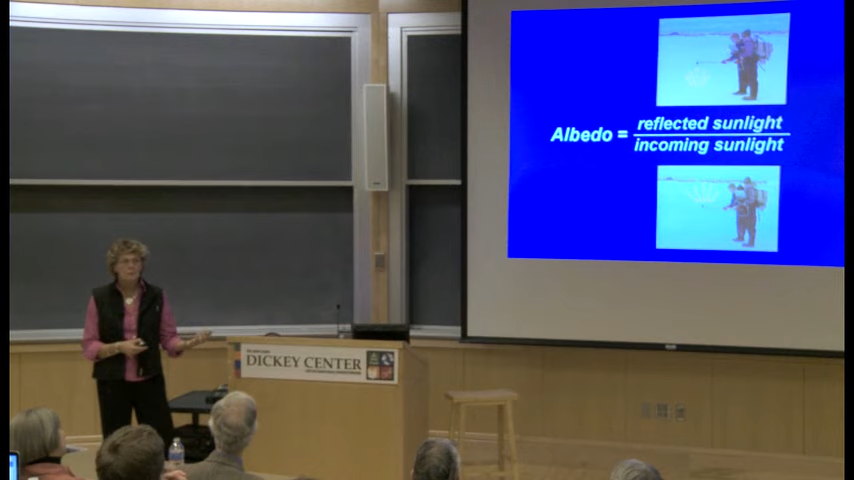 Albedo =
reflected sunlight
incoming sunlight
DICKEY CENTER